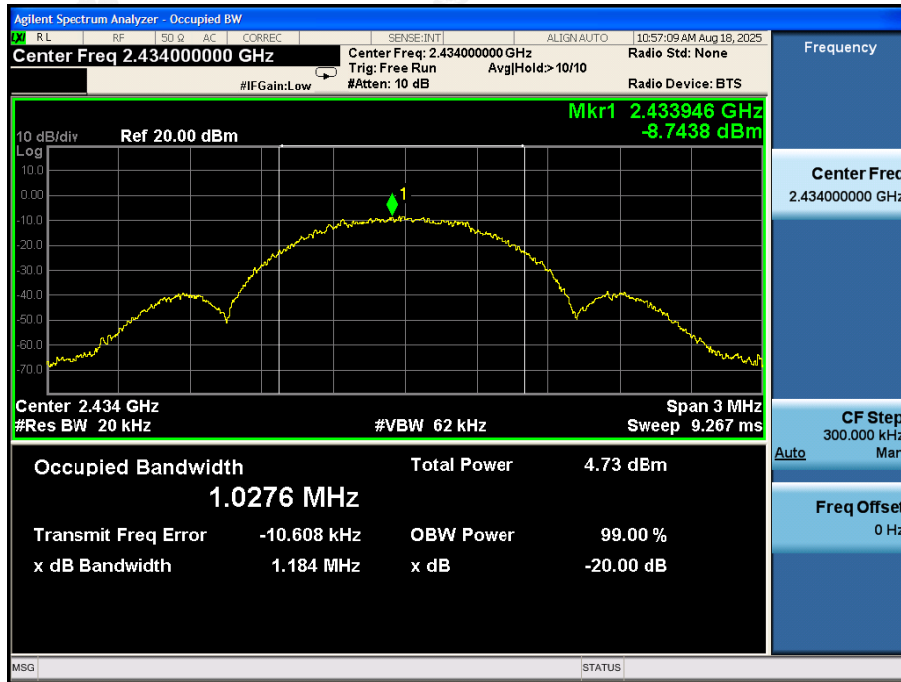 Agilent Spectrum Analyzer - Occupied BW
LXI RL RF 50 Ω AC CORREC SENSE:INT ALIGN AUTO 10:57:09 AM Aug 18, 2025
Center Freq 2.434000000 GHz
Center Freq: 2.434000000 GHz Radio Std: None
Trig: Free Run Avg|Hold:> 10/10
#IFGain:Low #Atten: 10 dB Radio Device: BTS
Frequency
Mkr1 2.433946 GHz
-8.7438 dBm
10 dB/div Ref 20.00 dBm
Log
10.0
0.00
-10.0
-20.0
-30.0
-40.0
-50.0
-60.0
-70.0
1
Center 2.434 GHz Span 3 MHz
#Res BW 20 kHz #VBW 62 kHz Sweep 9.267 ms
Occupied Bandwidth Total Power 4.73 dBm
1.0276 MHz
Transmit Freq Error -10.608 kHz OBW Power 99.00 %
x dB Bandwidth 1.184 MHz x dB -20.00 dB
Center Freq
2.434000000 GHz
CF Step
300.000 kHz
Auto Man
Freq Offset
0 Hz
MSG STATUS